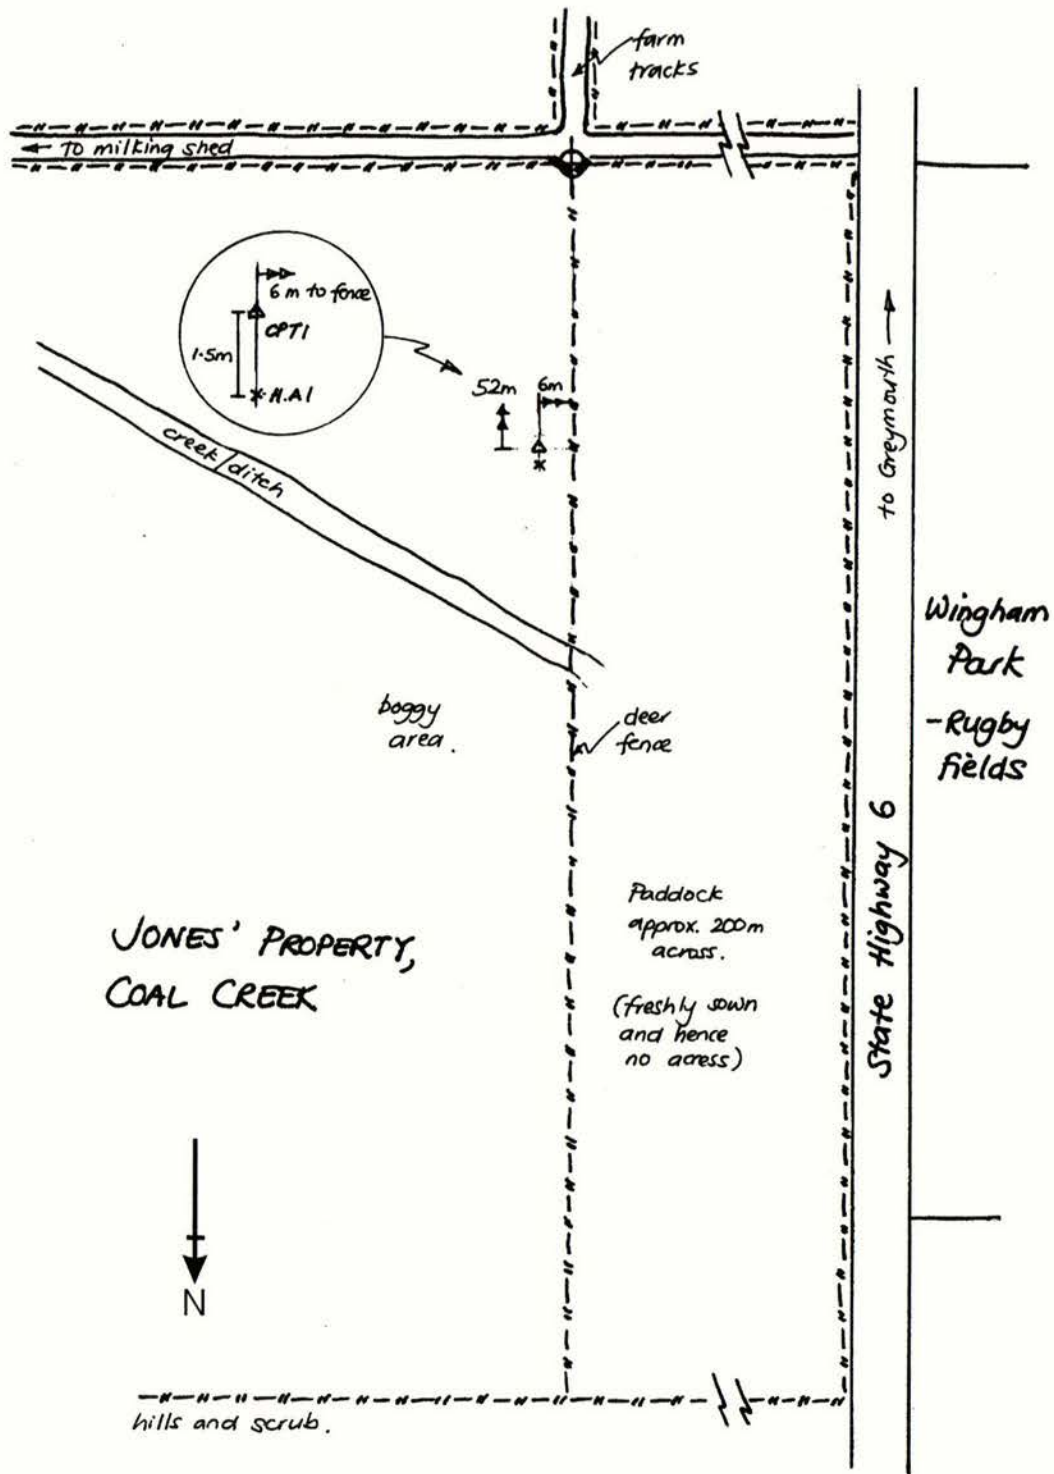 farm
tracks
← TO milking shed
6m to fence
CPT1
1.5m
H.A1
52m
6m
creek/ditch
to Greymouth →
Wingham
Park
-Rugby
fields
boggy
area.
deer
fence
State Highway 6
Paddock
approx. 200m
across.
(freshly sown
and hence
no access)
JONES' PROPERTY,
COAL CREEK
N
hills and scrub.